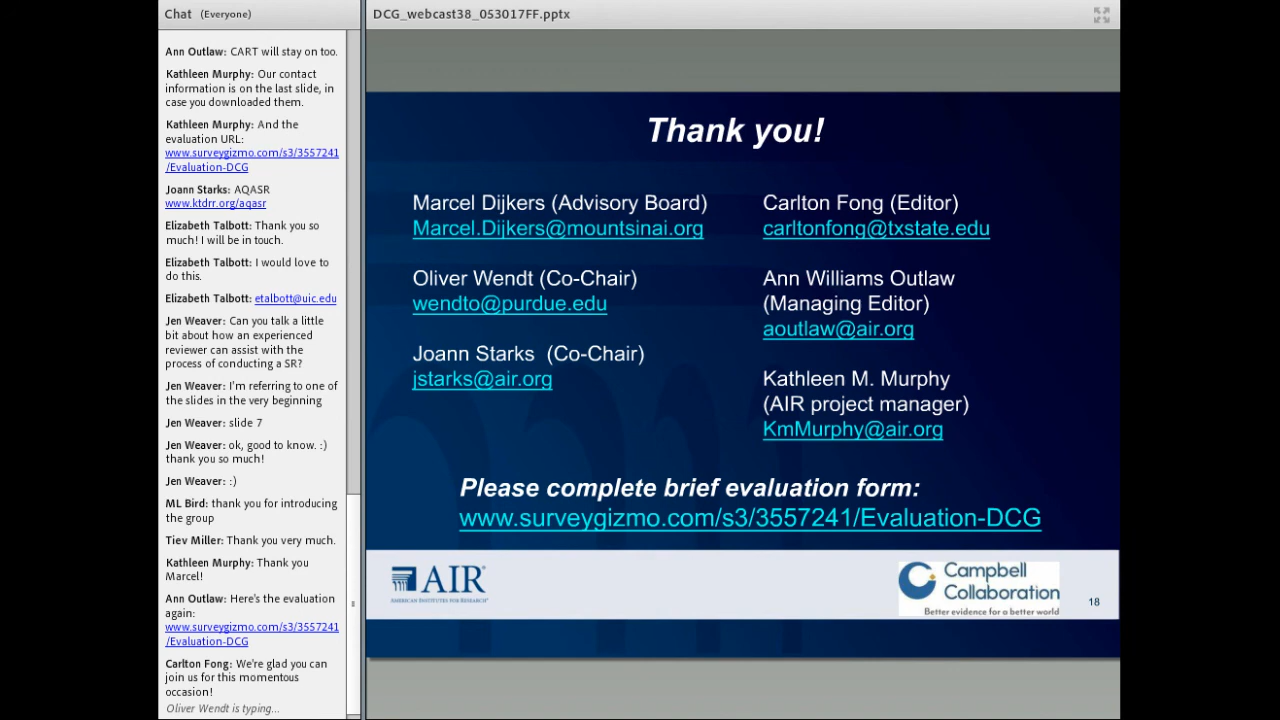 Chat (Everyone)
Ann Outlaw: CART will stay on too.
Kathleen Murphy: Our contact
information is on the last slide, in
case you downloaded them.
Kathleen Murphy: And the
evaluation URL:
www.surveygizmo.com/s3/3557241
/Evaluation-DCG
Joann Starks: AQASR
www.ktdrr.org/aqasr
Elizabeth Talbott: Thank you so
much! I will be in touch.
Elizabeth Talbott: I would love to
do this.
Elizabeth Talbott: etalbott@uic.edu
Jen Weaver: Can you talk a little
bit about how an experienced
reviewer can assist with the
process of conducting a SR?
Jen Weaver: I'm referring to one of
the slides in the very beginning
Jen Weaver: slide 7
Jen Weaver: ok, good to know. :)
thank you so much!
Jen Weaver: :)
ML Bird: thank you for introducing
the group
Tiev Miller: Thank you very much.
Kathleen Murphy: Thank you
Marcel!
Ann Outlaw: Here's the evaluation
again:
www.surveygizmo.com/s3/3557241
/Evaluation-DCG
Carlton Fong: We're glad you can
join us for this momentous
occasion!
Oliver Wendt is typing...
DCG_webcast38_053017FF.pptx
Thank you!
Marcel Dijkers (Advisory Board)
Marcel.Dijkers@mountsinai.org
Oliver Wendt (Co-Chair)
wendto@purdue.edu
Joann Starks (Co-Chair)
jstarks@air.org
Carlton Fong (Editor)
carltonfong@txstate.edu
Ann Williams Outlaw
(Managing Editor)
aoutlaw@air.org
Kathleen M. Murphy
(AIR project manager)
KmMurphy@air.org
Please complete brief evaluation form:
www.surveygizmo.com/s3/3557241/Evaluation-DCG
AIR
AMERICAN INSTITUTES FOR RESEARCH
Campbell
Collaboration
Better evidence for a better world
18